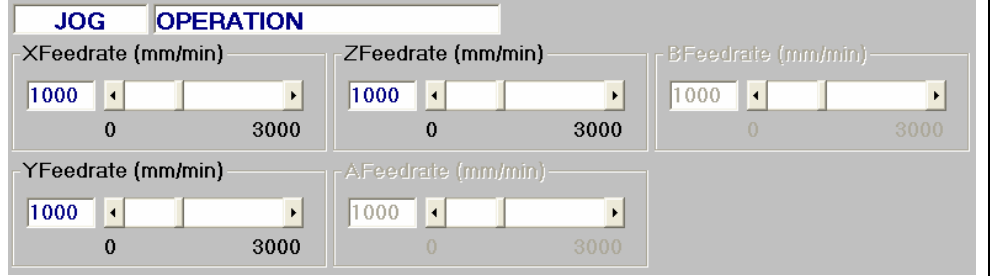 JOG OPERATION
XFeedrate (mm/min) ZFeedrate (mm/min) BFeedrate (mm/min)
1000 1000 1000
0 3000 0 3000 0 3000
YFeedrate (mm/min) AFeedrate (mm/min)
1000 1000
0 3000 0 3000